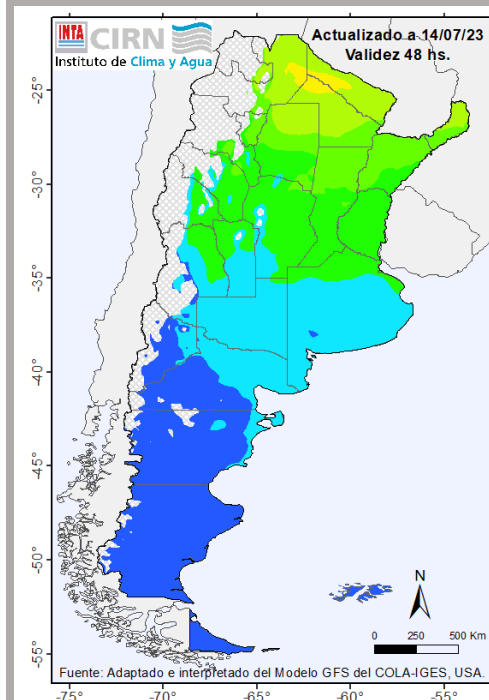 INTA CIRN
Instituto de Clima y Agua
Actualizado a 14/07/23
Validez 48 hs.
-25°
-30°
-35°
-40°
-45°
-50°
-55°
N
0 250 500 Km
Fuente: Adaptado e interpretado del Modelo GFS del COLA-IGES, USA.
-75° -70° -65° -60° -55°